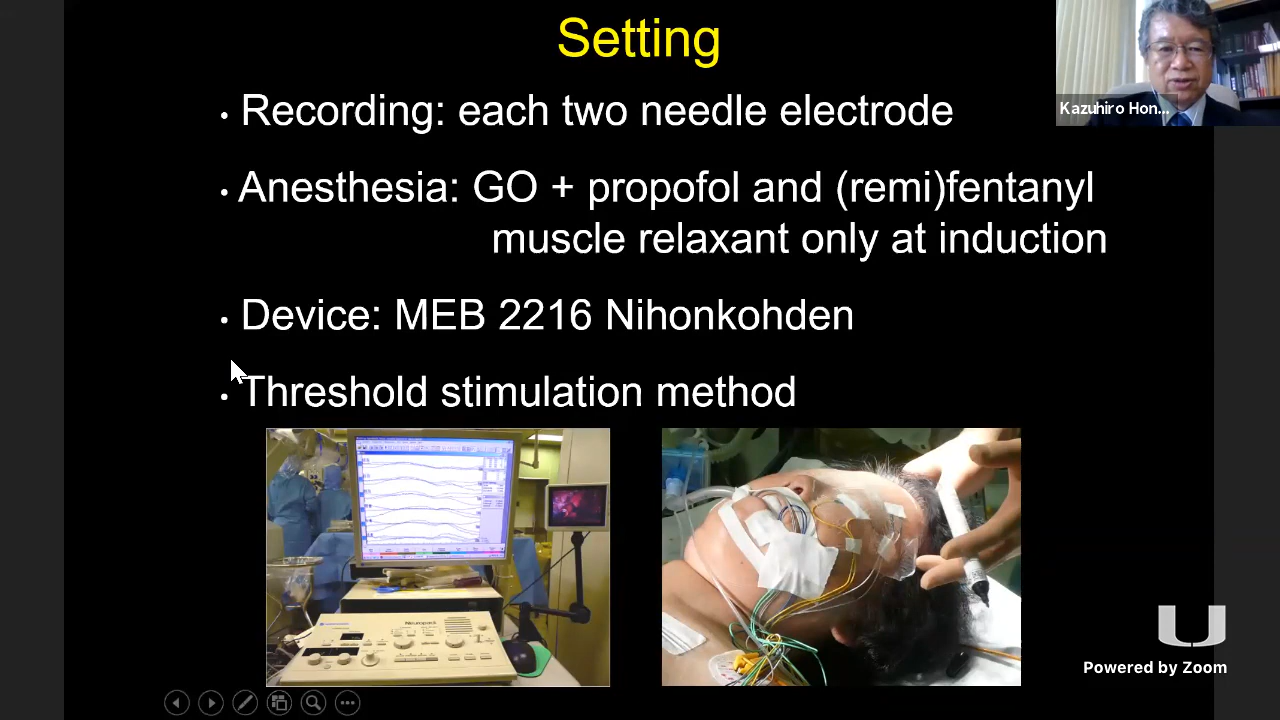 Setting
Kazuhiro Hon...
• Recording: each two needle electrode
• Anesthesia: GO + propofol and (remi)fentanyl
muscle relaxant only at induction
• Device: MEB 2216 Nihonkohden
• Threshold stimulation method
Neuropack
U
Powered by Zoom